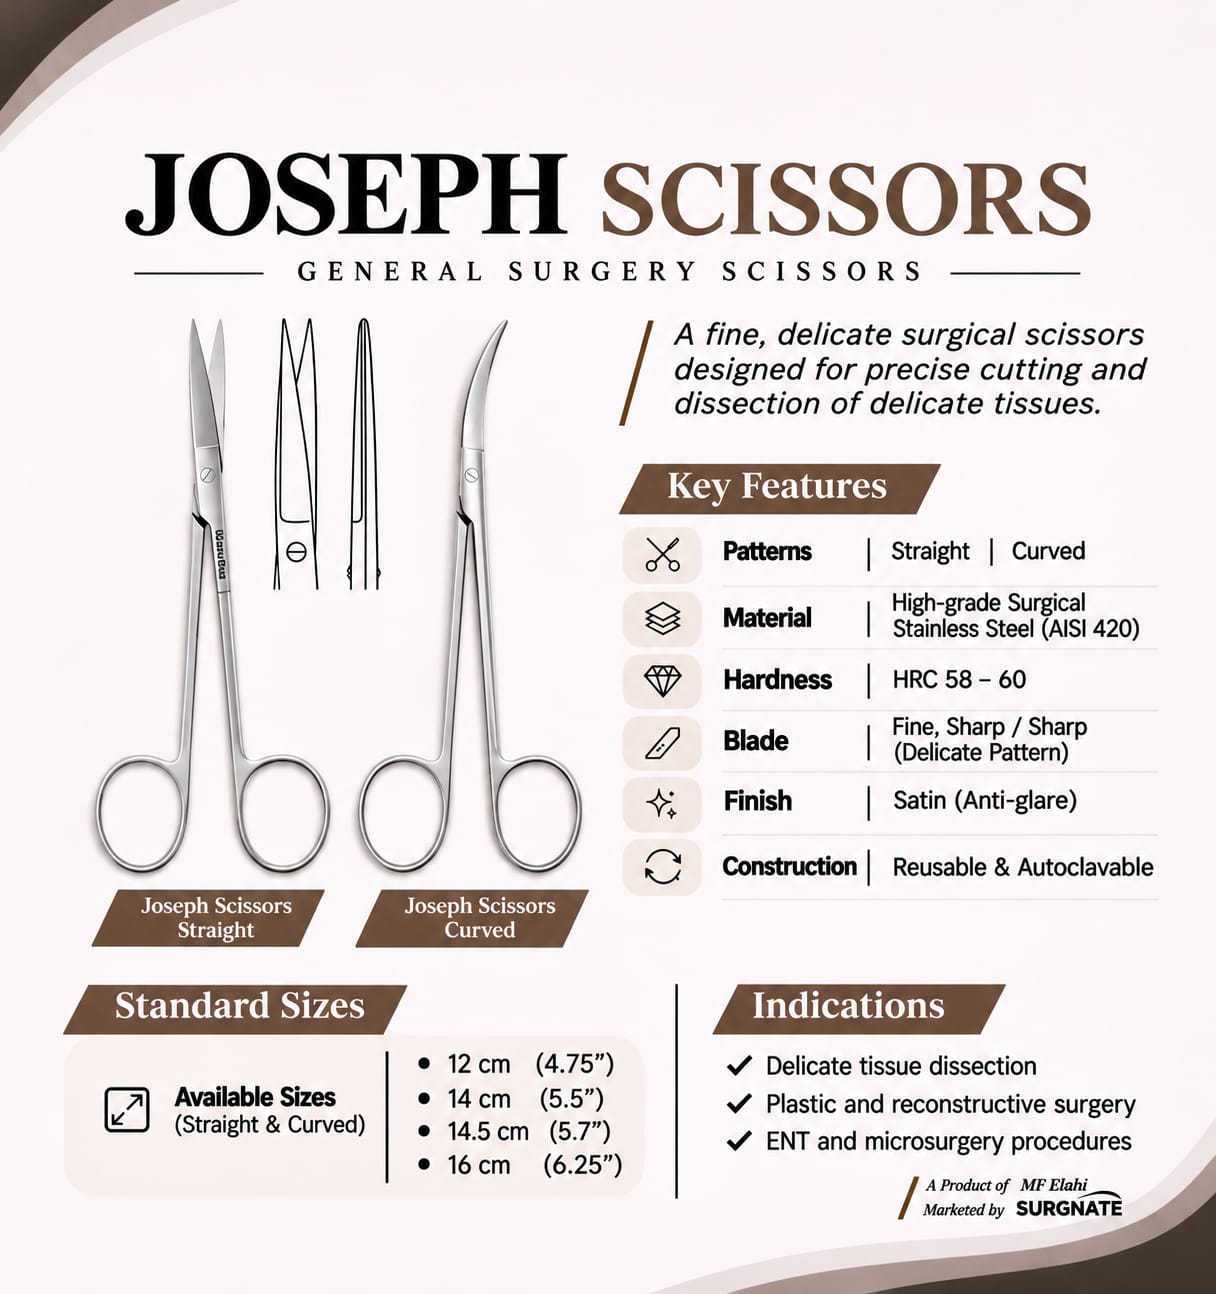 JOSEPH SCISSORS
GENERAL SURGERY SCISSORS
A fine, delicate surgical scissors
designed for precise cutting and
dissection of delicate tissues.
Key Features
Patterns | Straight | Curved
Material | High-grade Surgical
Stainless Steel (AISI 420)
Hardness | HRC 58 – 60
Blade | Fine, Sharp / Sharp
(Delicate Pattern)
Finish | Satin (Anti-glare)
Construction | Reusable & Autoclavable
Joseph Scissors
Straight
Joseph Scissors
Curved
Standard Sizes
Available Sizes
(Straight & Curved)
• 12 cm (4.75”)
• 14 cm (5.5”)
• 14.5 cm (5.7”)
• 16 cm (6.25”)
Indications
✓ Delicate tissue dissection
✓ Plastic and reconstructive surgery
✓ ENT and microsurgery procedures
A Product of MF Elahi
Marketed by SURGNATE